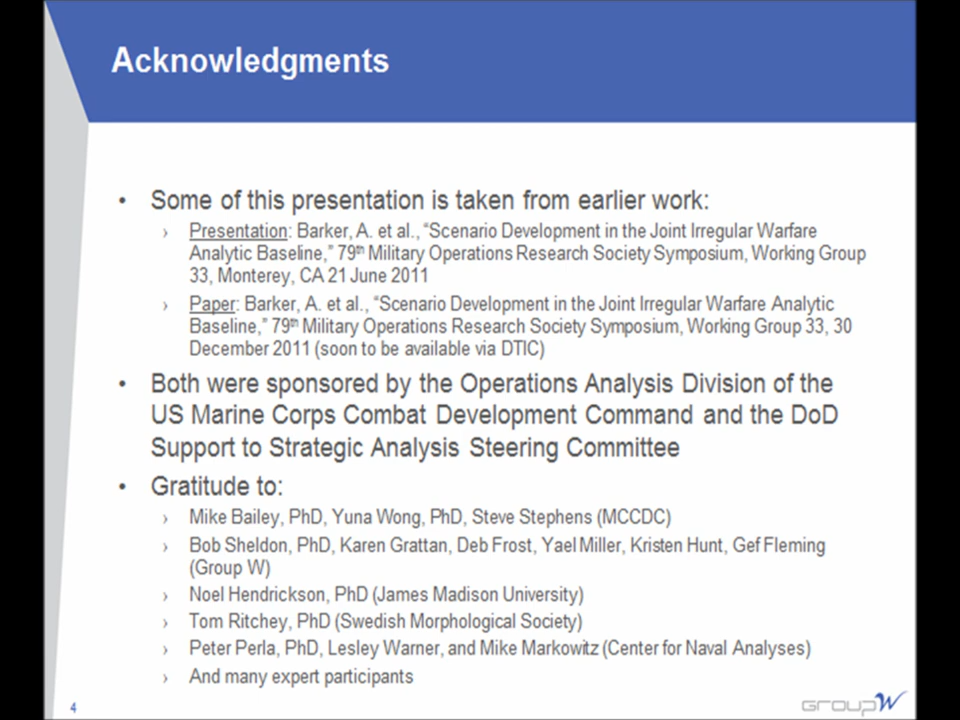 Acknowledgments
• Some of this presentation is taken from earlier work:
› Presentation: Barker, A. et al., “Scenario Development in the Joint Irregular Warfare
Analytic Baseline,” 79th Military Operations Research Society Symposium, Working Group
33, Monterey, CA 21 June 2011
› Paper: Barker, A. et al., “Scenario Development in the Joint Irregular Warfare Analytic
Baseline,” 79th Military Operations Research Society Symposium, Working Group 33, 30
December 2011 (soon to be available via DTIC)
• Both were sponsored by the Operations Analysis Division of the
US Marine Corps Combat Development Command and the DoD
Support to Strategic Analysis Steering Committee
• Gratitude to:
› Mike Bailey, PhD, Yuna Wong, PhD, Steve Stephens (MCCDC)
› Bob Sheldon, PhD, Karen Grattan, Deb Frost, Yael Miller, Kristen Hunt, Gef Fleming
(Group W)
› Noel Hendrickson, PhD (James Madison University)
› Tom Ritchey, PhD (Swedish Morphological Society)
› Peter Perla, PhD, Lesley Warner, and Mike Markowitz (Center for Naval Analyses)
› And many expert participants
4
GROUPW